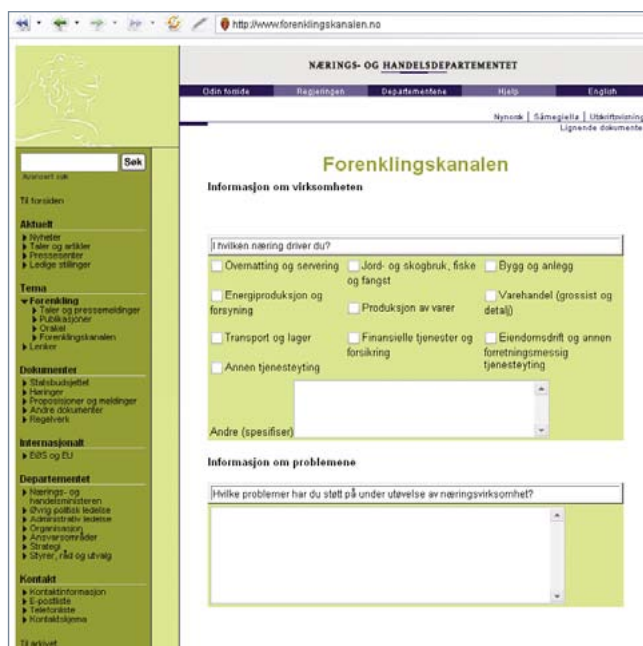 http://www.forenklingskanalen.no
NÆRINGS- OG HANDELSDEPARTEMENTET
Odin forside Regjeringen Departementene Hjelp English
Nynorsk | Sámegiella | Utskriftsvisning
Lignende dokumente
Søk
Avansert søk
Til forsiden
Aktuelt
Nyheter
Taler og artikler
Pressesenter
Ledige stillinger
Tema
Forenkling
Taler og pressemeldinger
Publikasjoner
Orakel
Forenklingskanalen
Lenker
Dokumenter
Statsbudsjettet
Høringer
Proposisjoner og meldinger
Andre dokumenter
Regelverk
Internasjonalt
EØS og EU
Departementet
Nærings- og
handelsministeren
Øvrig politisk ledelse
Administrativ ledelse
Organisasjon
Ansvarsområder
Strategi
Styrer, råd og utvalg
Kontakt
Kontaktinformasjon
E-postliste
Telefonliste
Kontaktskjema
Til arkivet
Forenklingskanalen
Informasjon om virksomheten
I hvilken næring driver du?
Overnatting og servering Jord- og skogbruk, fiske Bygg og anlegg
og fangst
Energiproduksjon og Varehandel (grossist og
forsyning Produksjon av varer detalj)
Transport og lager Finansielle tjenester og Eiendomsdrift og annen
forsikring forretningsmessig
Annen tjenesteyting tjenesteyting
Andre (spesifiser)
Informasjon om problemene
Hvilke problemer har du støtt på under utøvelse av næringsvirksomhet?